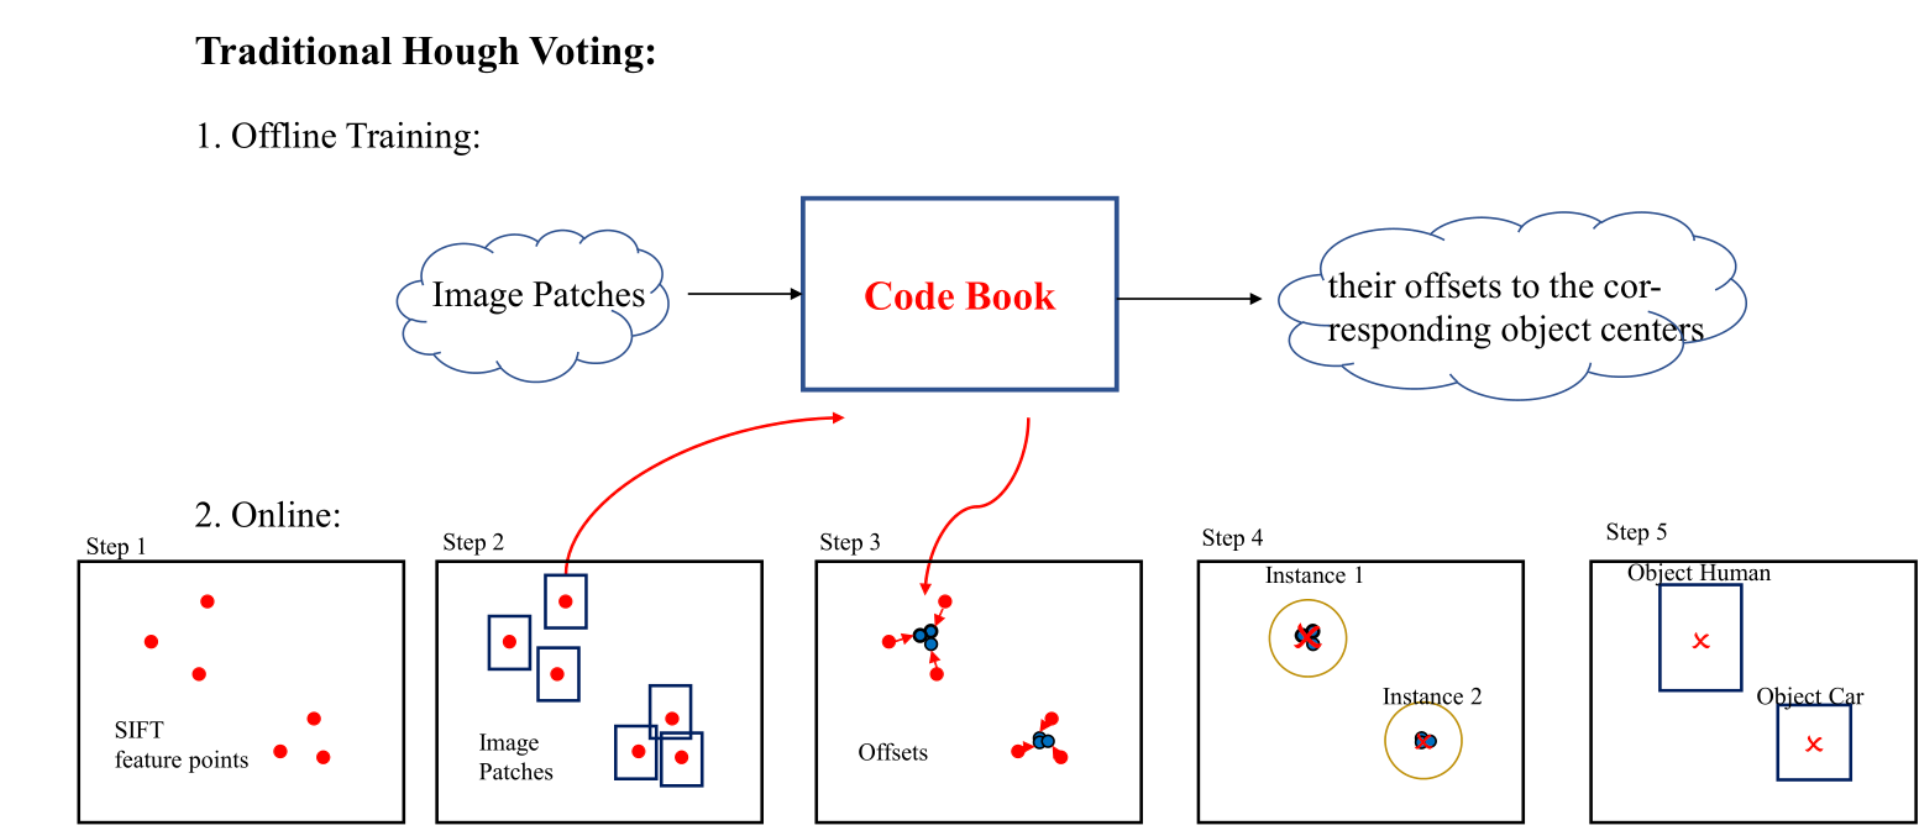 Traditional Hough Voting:
1. Offline Training:
Image Patches
Code Book
their offsets to the cor-
responding object centers
2. Online:
Step 1
SIFT
feature points
Step 2
Image
Patches
Step 3
Offsets
Step 4
Instance 1
Instance 2
Step 5
Object Human
Object Car